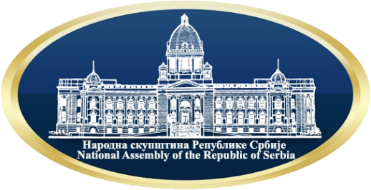 Народна скупштина Републике Србије
National Assembly of the Republic of Serbia